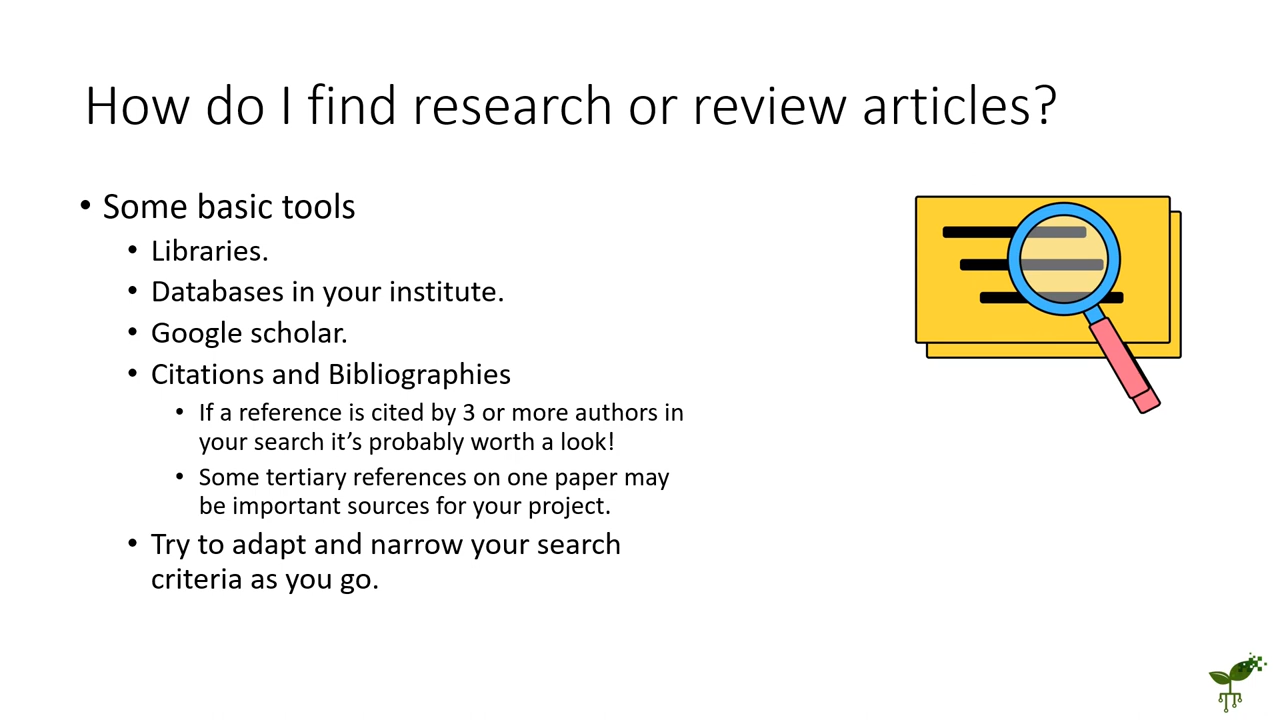 How do I find research or review articles?
• Some basic tools
• Libraries.
• Databases in your institute.
• Google scholar.
• Citations and Bibliographies
• If a reference is cited by 3 or more authors in
your search it’s probably worth a look!
• Some tertiary references on one paper may
be important sources for your project.
• Try to adapt and narrow your search
criteria as you go.